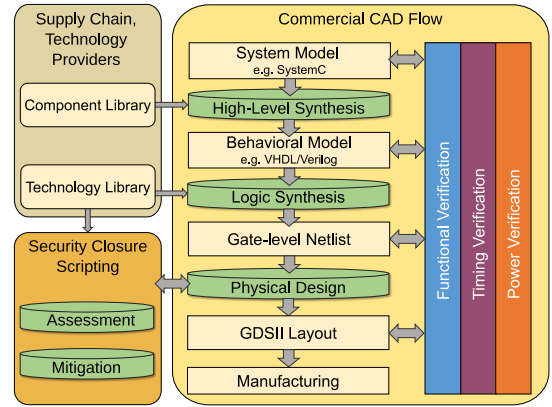 Supply Chain,
Technology
Providers
Component Library
Technology Library
Security Closure
Scripting
Assessment
Mitigation
Commercial CAD Flow
System Model
e.g. SystemC
High-Level Synthesis
Behavioral Model
e.g. VHDL/Verilog
Logic Synthesis
Gate-level Netlist
Physical Design
GDSII Layout
Manufacturing
Functional Verification
Timing Verification
Power Verification